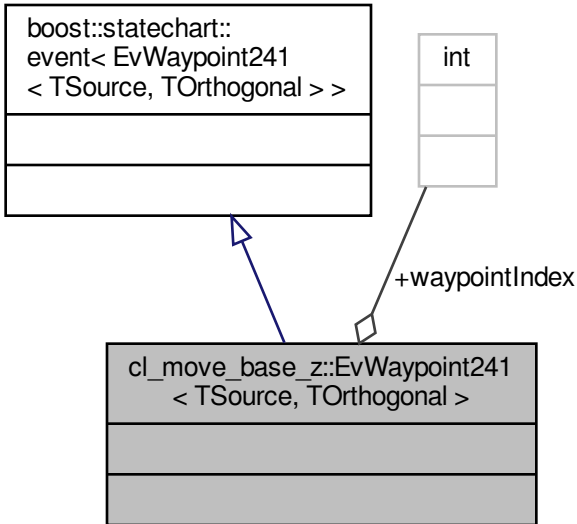 boost::statechart::
event< EvWaypoint241
< TSource, TOrthogonal > >
int
+waypointIndex
cl_move_base_z::EvWaypoint241
< TSource, TOrthogonal >